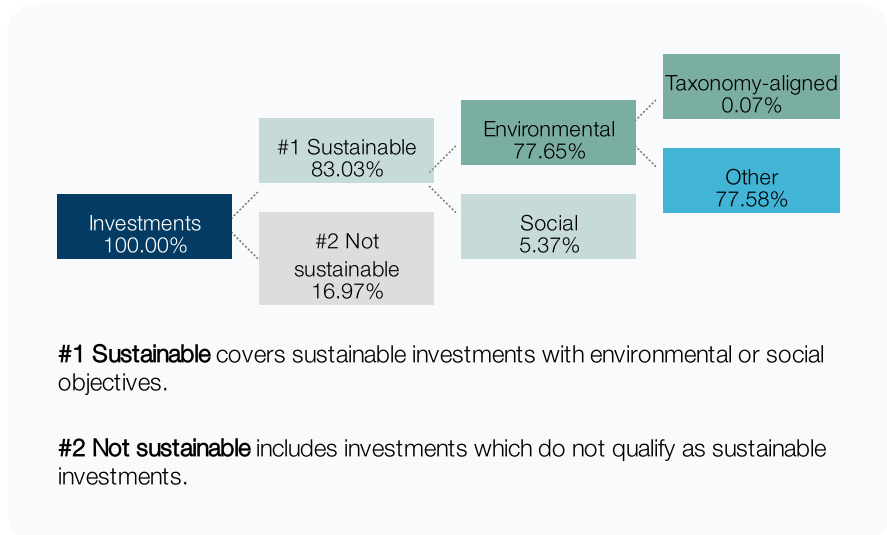 Investments
100.00%
#1 Sustainable
83.03%
#2 Not
sustainable
16.97%
Environmental
77.65%
Social
5.37%
Taxonomy-aligned
0.07%
Other
77.58%
#1 Sustainable covers sustainable investments with environmental or social
objectives.
#2 Not sustainable includes investments which do not qualify as sustainable
investments.